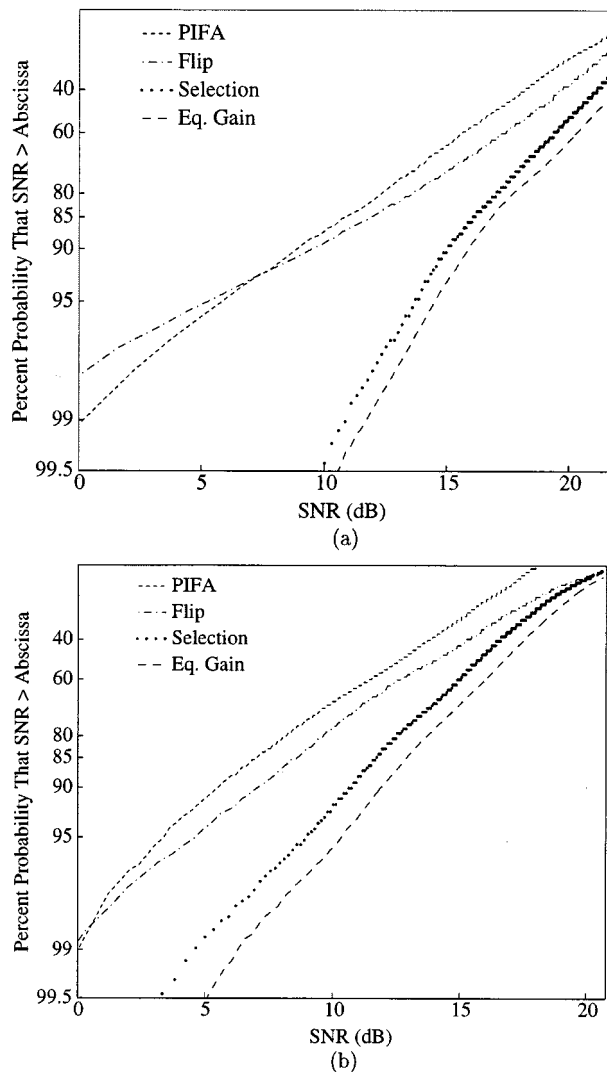 PIFA
Flip
Selection
Eq. Gain
Percent Probability That SNR > Abscissa
40
60
80
85
90
95
99
99.5
0
5
10
15
20
SNR (dB)
(a)
PIFA
Flip
Selection
Eq. Gain
Percent Probability That SNR > Abscissa
40
60
80
85
90
95
99
99.5
0
5
10
15
20
SNR (dB)
(b)